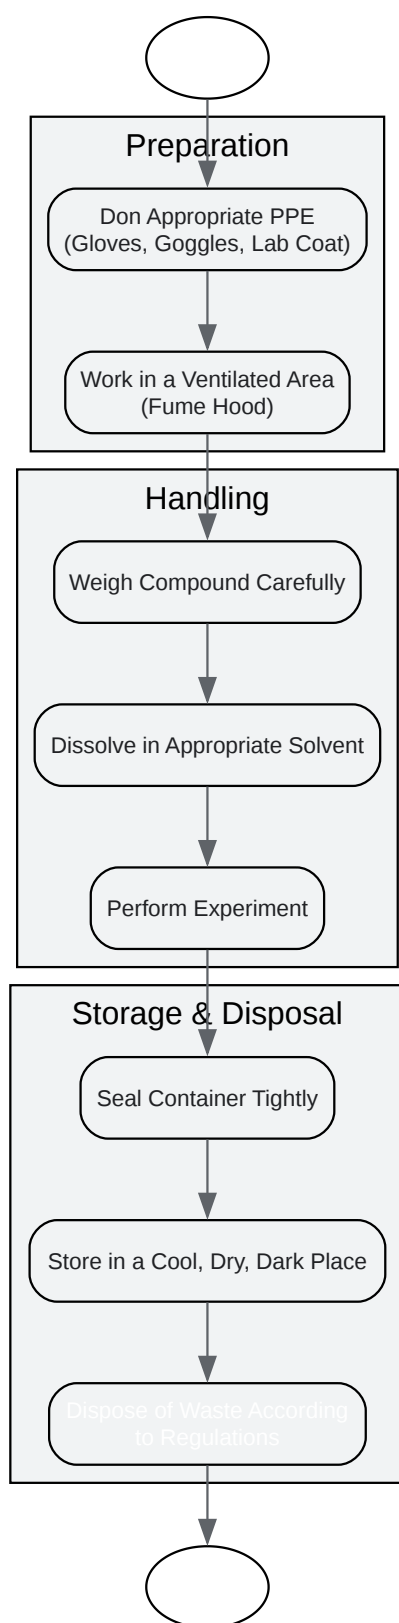 Preparation
Don Appropriate PPE
(Gloves, Goggles, Lab Coat)
Work in a Ventilated Area
(Fume Hood)
Handling
Weigh Compound Carefully
Dissolve in Appropriate Solvent
Perform Experiment
Storage & Disposal
Seal Container Tightly
Store in a Cool, Dry, Dark Place
Dispose of Waste According
to Regulations